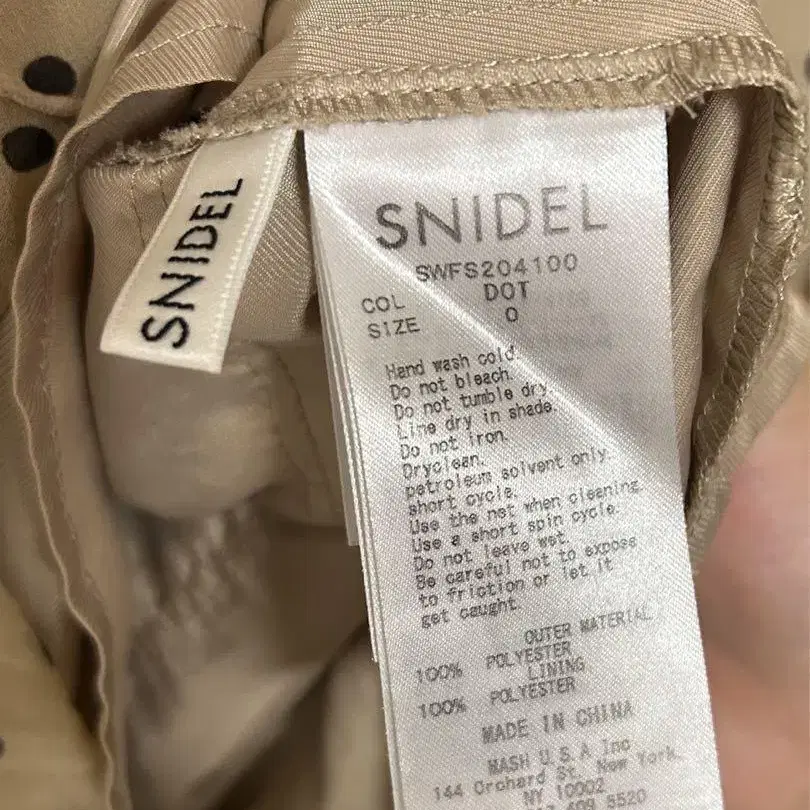 SNIDEL
SNIDEL
SWFS204100
COL DOT
SIZE 0
Hand wash cold.
Do not bleach.
Do not tumble dry.
Line dry in shade.
Do not iron.
Dryclean.
petroleum solvent only.
short cycle.
Use the net when cleaning.
Use a short spin cycle.
Do not leave wet.
Be careful not to expose
to friction or let it
get caught.
OUTER MATERIAL
100% POLYESTER
LINING
100% POLYESTER
MADE IN CHINA
MASH U.S.A Inc
144 Orchard St. New York.
NY 10002
5520